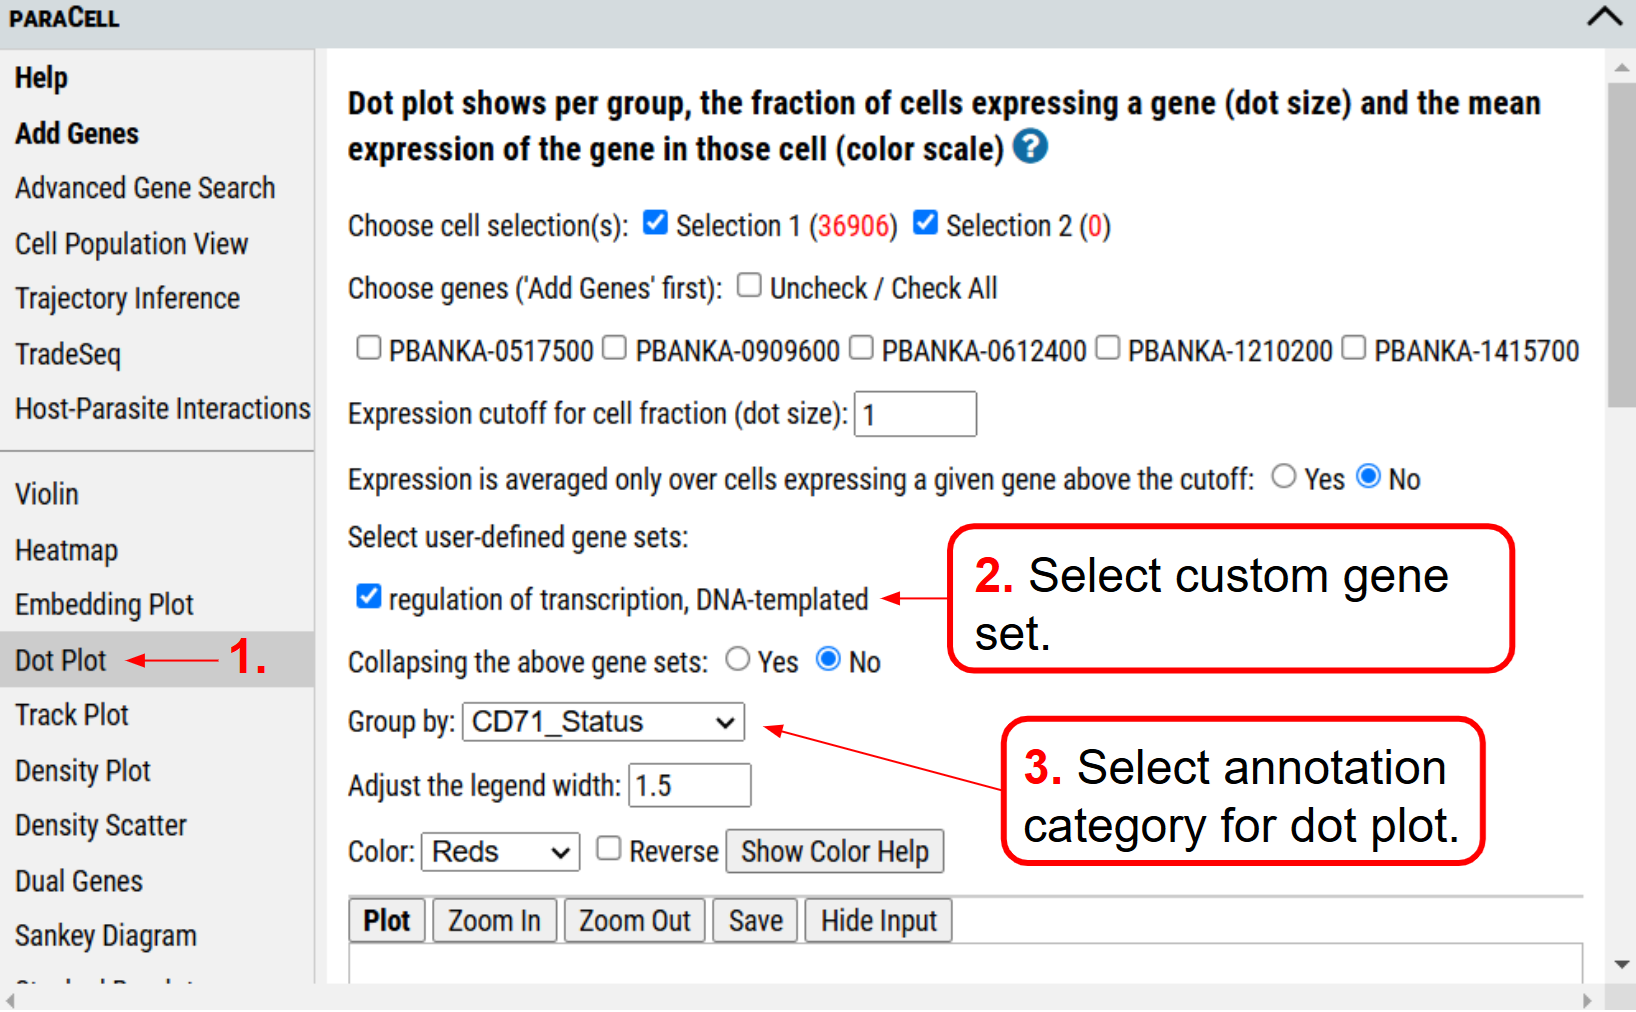 PARACELL
Help
Add Genes
Advanced Gene Search
Cell Population View
Trajectory Inference
TradeSeq
Host-Parasite Interactions
Violin
Heatmap
Embedding Plot
Dot Plot
1.
Track Plot
Density Plot
Density Scatter
Dual Genes
Sankey Diagram
Dot plot shows per group, the fraction of cells expressing a gene (dot size) and the mean
expression of the gene in those cell (color scale) ?
Choose cell selection(s): Selection 1 (36906) Selection 2 (0)
Choose genes ('Add Genes' first): Uncheck / Check All
PBANKA-0517500 PBANKA-0909600 PBANKA-0612400 PBANKA-1210200 PBANKA-1415700
Expression cutoff for cell fraction (dot size): 1
Expression is averaged only over cells expressing a given gene above the cutoff: Yes No
Select user-defined gene sets:
regulation of transcription, DNA-templated
2. Select custom gene
set.
Collapsing the above gene sets: Yes No
Group by: CD71_Status
3. Select annotation
category for dot plot.
Adjust the legend width: 1.5
Color: Reds Reverse Show Color Help
Plot Zoom In Zoom Out Save Hide Input